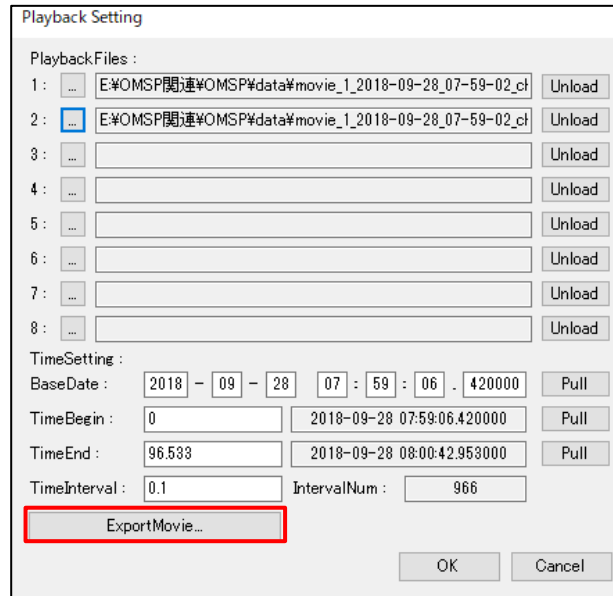 Playback Setting
PlaybackFiles :
1 : ... E:¥OMSP関連¥OMSP¥data¥movie_1_2018-09-28_07-59-02_cl Unload
2 : ... E:¥OMSP関連¥OMSP¥data¥movie_1_2018-09-28_07-59-02_cl Unload
3 : ... Unload
4 : ... Unload
5 : ... Unload
6 : ... Unload
7 : ... Unload
8 : ... Unload
TimeSetting :
BaseDate : 2018 - 09 - 28 07 : 59 : 06 . 420000 Pull
TimeBegin : 0 2018-09-28 07:59:06.420000 Pull
TimeEnd : 96.533 2018-09-28 08:00:42.953000 Pull
TimeInterval : 0.1 IntervalNum : 966
ExportMovie...
OK Cancel